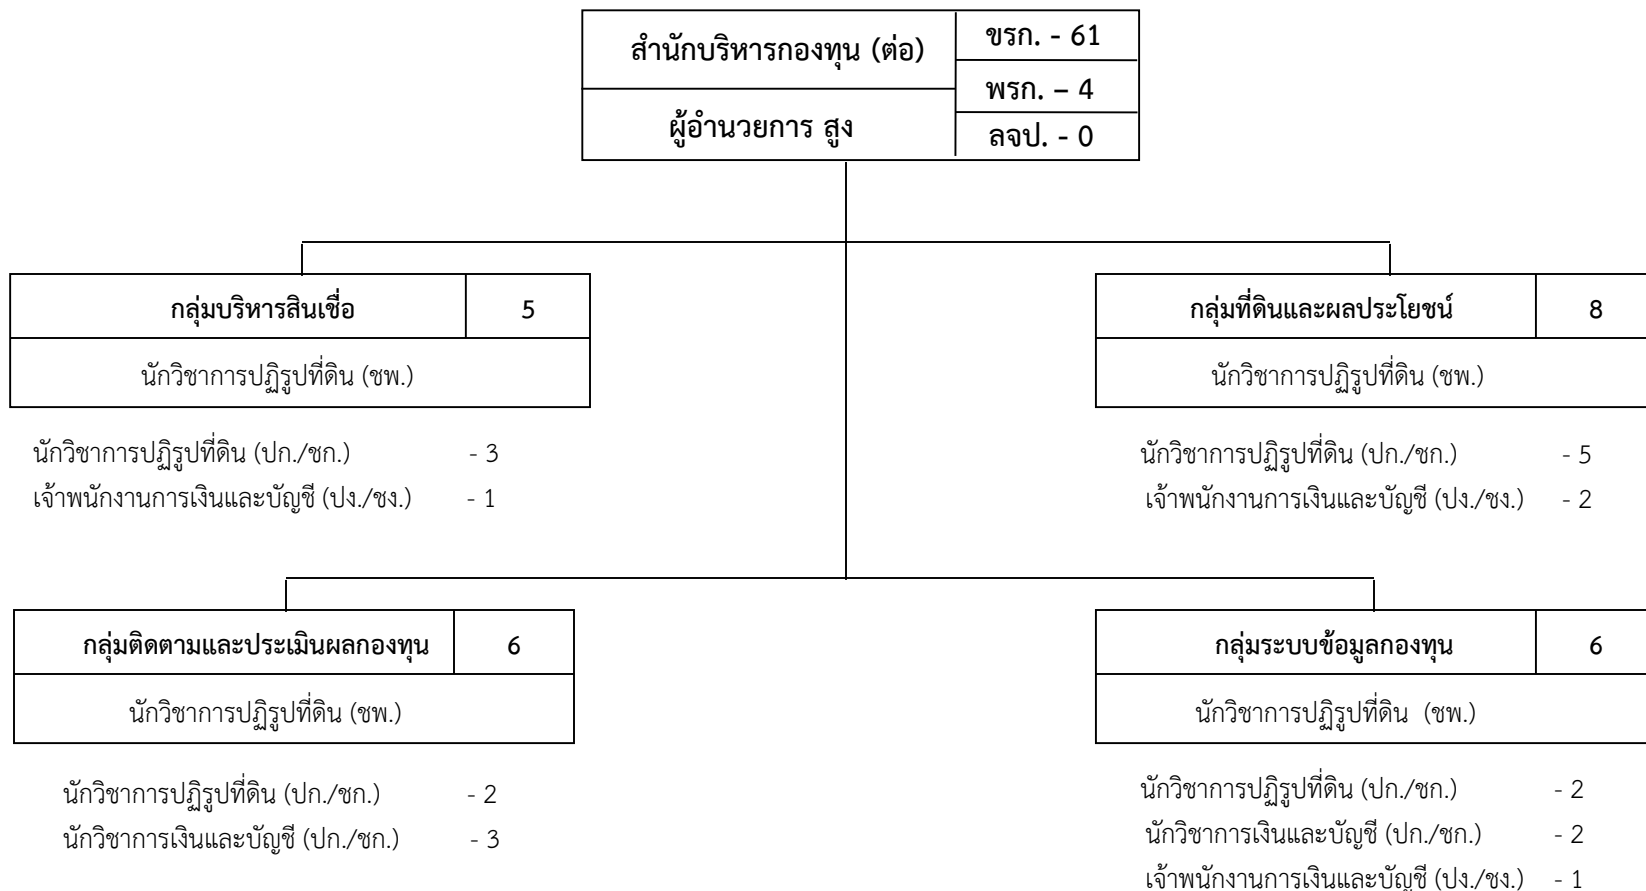 สำนักบริหารกองทุน (ต่อ)
ขรก. - 61
พรก. – 4
ผู้อำนวยการ สูง
ลจป. - 0
กลุ่มบริหารสินเชื่อ 5
นักวิชาการปฏิรูปที่ดิน (ชพ.)
นักวิชาการปฏิรูปที่ดิน (ปก./ชก.) - 3
เจ้าพนักงานการเงินและบัญชี (ปง./ชง.) - 1
กลุ่มที่ดินและผลประโยชน์ 8
นักวิชาการปฏิรูปที่ดิน (ชพ.)
นักวิชาการปฏิรูปที่ดิน (ปก./ชก.) - 5
เจ้าพนักงานการเงินและบัญชี (ปง./ชง.) - 2
กลุ่มติดตามและประเมินผลกองทุน 6
นักวิชาการปฏิรูปที่ดิน (ชพ.)
นักวิชาการปฏิรูปที่ดิน (ปก./ชก.) - 2
นักวิชาการเงินและบัญชี (ปก./ชก.) - 3
กลุ่มระบบข้อมูลกองทุน 6
นักวิชาการปฏิรูปที่ดิน (ชพ.)
นักวิชาการปฏิรูปที่ดิน (ปก./ชก.) - 2
นักวิชาการเงินและบัญชี (ปก./ชก.) - 2
เจ้าพนักงานการเงินและบัญชี (ปง./ชง.) - 1